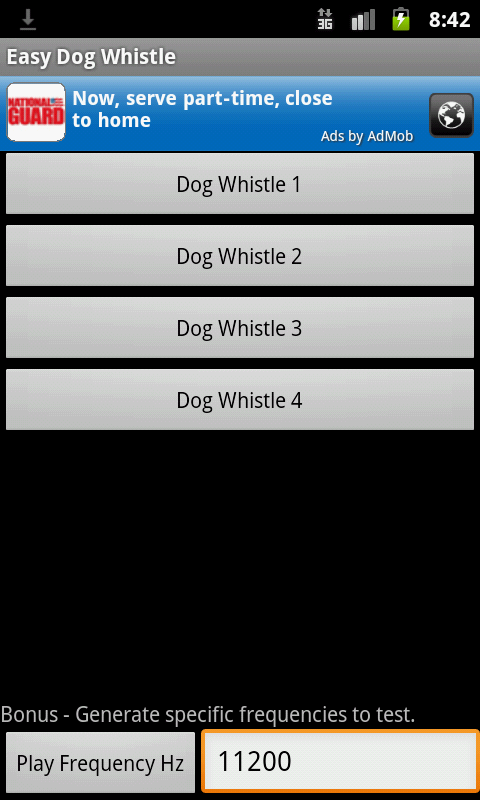 3G 8:42
Easy Dog Whistle
NATIONAL GUARD
Now, serve part-time, close
to home
Ads by AdMob
Dog Whistle 1
Dog Whistle 2
Dog Whistle 3
Dog Whistle 4
Bonus - Generate specific frequencies to test.
Play Frequency Hz 11200